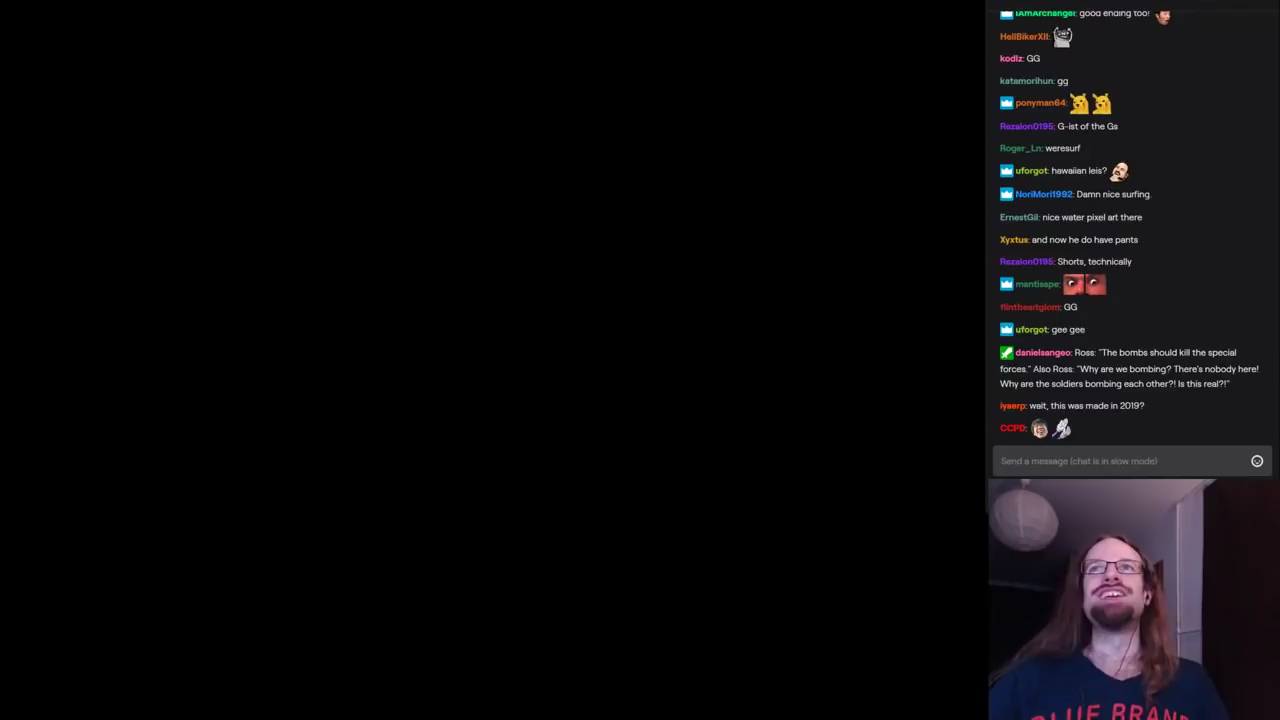 iAmArchangel: good ending too!
HellBikerXII:
kodlz: GG
katamorihun: gg
ponyman64:
Rezalon0195: G-ist of the Gs
Roger_Ln: weresurf
uforgot: hawaiian leis?
NoriMori1992: Damn nice surfing.
ErnestGil: nice water pixel art there
Xyxtus: and now he do have pants
Rezalon0195: Shorts, technically
mantisape:
flintheartglom: GG
uforgot: gee gee
danielsangeo: Ross: "The bombs should kill the special
forces." Also Ross: "Why are we bombing? There's nobody here!
Why are the soldiers bombing each other?! Is this real?!"
iyaerp: wait, this was made in 2019?
CCPD:
Send a message (chat is in slow mode)
BLUE BRAND